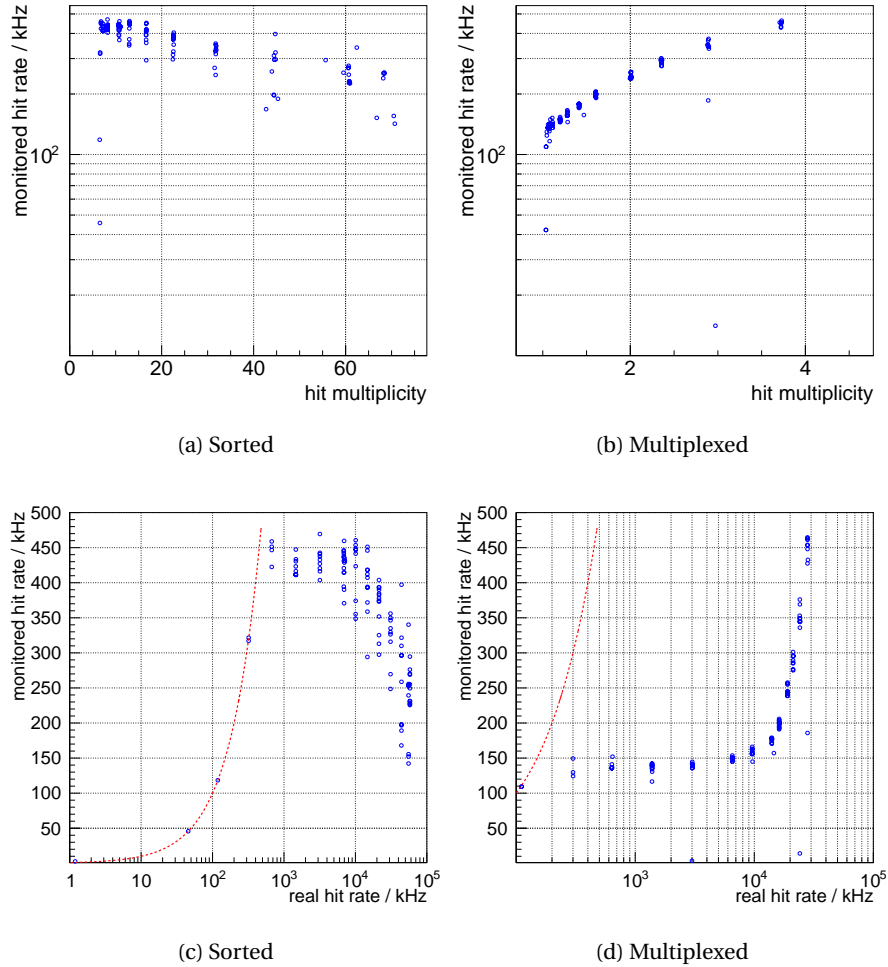 monitored hit rate / kHz
10²
0 20 40 60
hit multiplicity
(a) Sorted
monitored hit rate / kHz
10²
2 4
hit multiplicity
(b) Multiplexed
monitored hit rate / kHz
500
450
400
350
300
250
200
150
100
50
1 10 10² 10³ 10⁴ 10⁵
real hit rate / kHz
(c) Sorted
monitored hit rate / kHz
500
450
400
350
300
250
200
150
100
50
10³ 10⁴ 10⁵
real hit rate / kHz
(d) Multiplexed